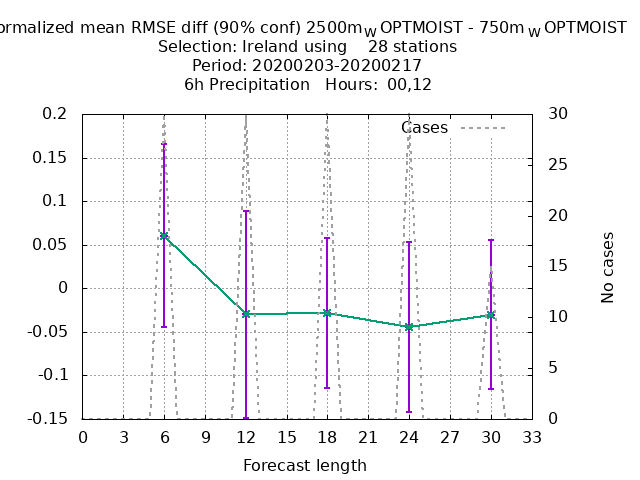 ormalized mean RMSE diff (90% conf) 2500m W OPTMOIST - 750m W OPTMOIST
Selection: Ireland using 28 stations
Period: 20200203-20200217
6h Precipitation Hours: 00,12
0.2
0.15
0.1
0.05
0
-0.05
-0.1
-0.15
Cases
30
25
20
15
10
5
0
No cases
0 3 6 9 12 15 18 21 24 27 30 33
Forecast length